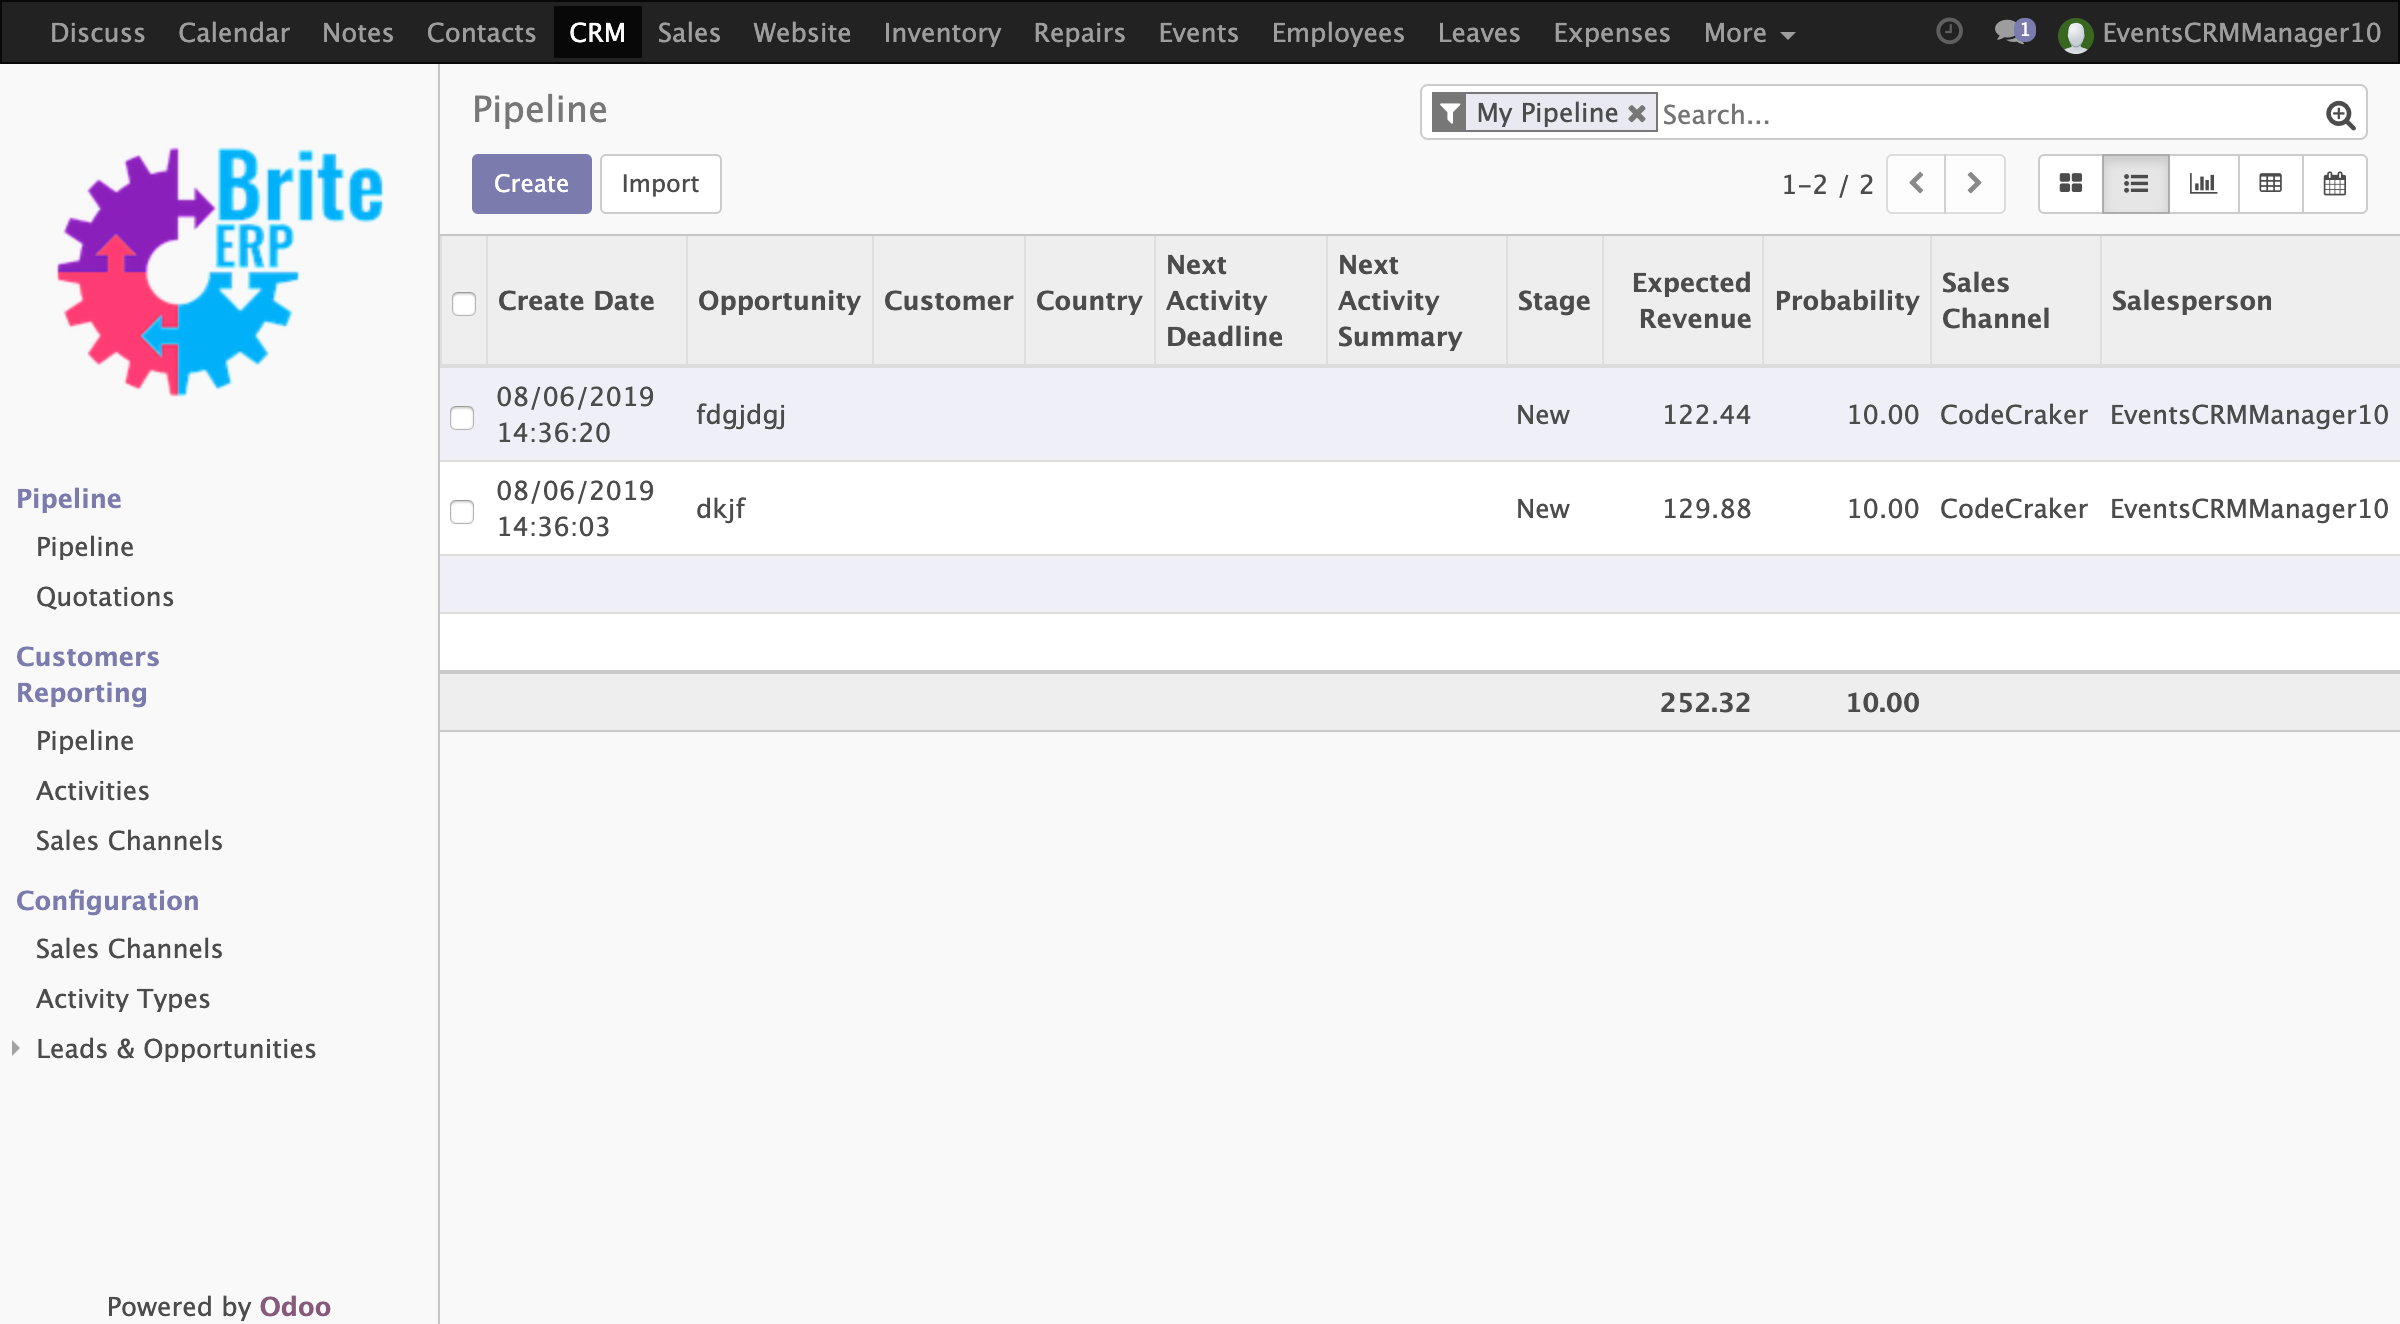 Discuss Calendar Notes Contacts CRM Sales Website Inventory Repairs Events Employees Leaves Expenses More 1 EventsCRMManager10
Brite
ERP
Pipeline
Pipeline
Quotations
Customers
Reporting
Pipeline
Activities
Sales Channels
Configuration
Sales Channels
Activity Types
Leads & Opportunities
Powered by Odoo
Pipeline
My Pipeline Search...
Create Import
1-2 / 2
Create Date Opportunity Customer Country Next Activity Deadline Next Activity Summary Stage Expected Revenue Probability Sales Channel Salesperson
08/06/2019 14:36:20 fdgjdgj New 122.44 10.00 CodeCraker EventsCRMManager10
08/06/2019 14:36:03 dkjf New 129.88 10.00 CodeCraker EventsCRMManager10
252.32 10.00